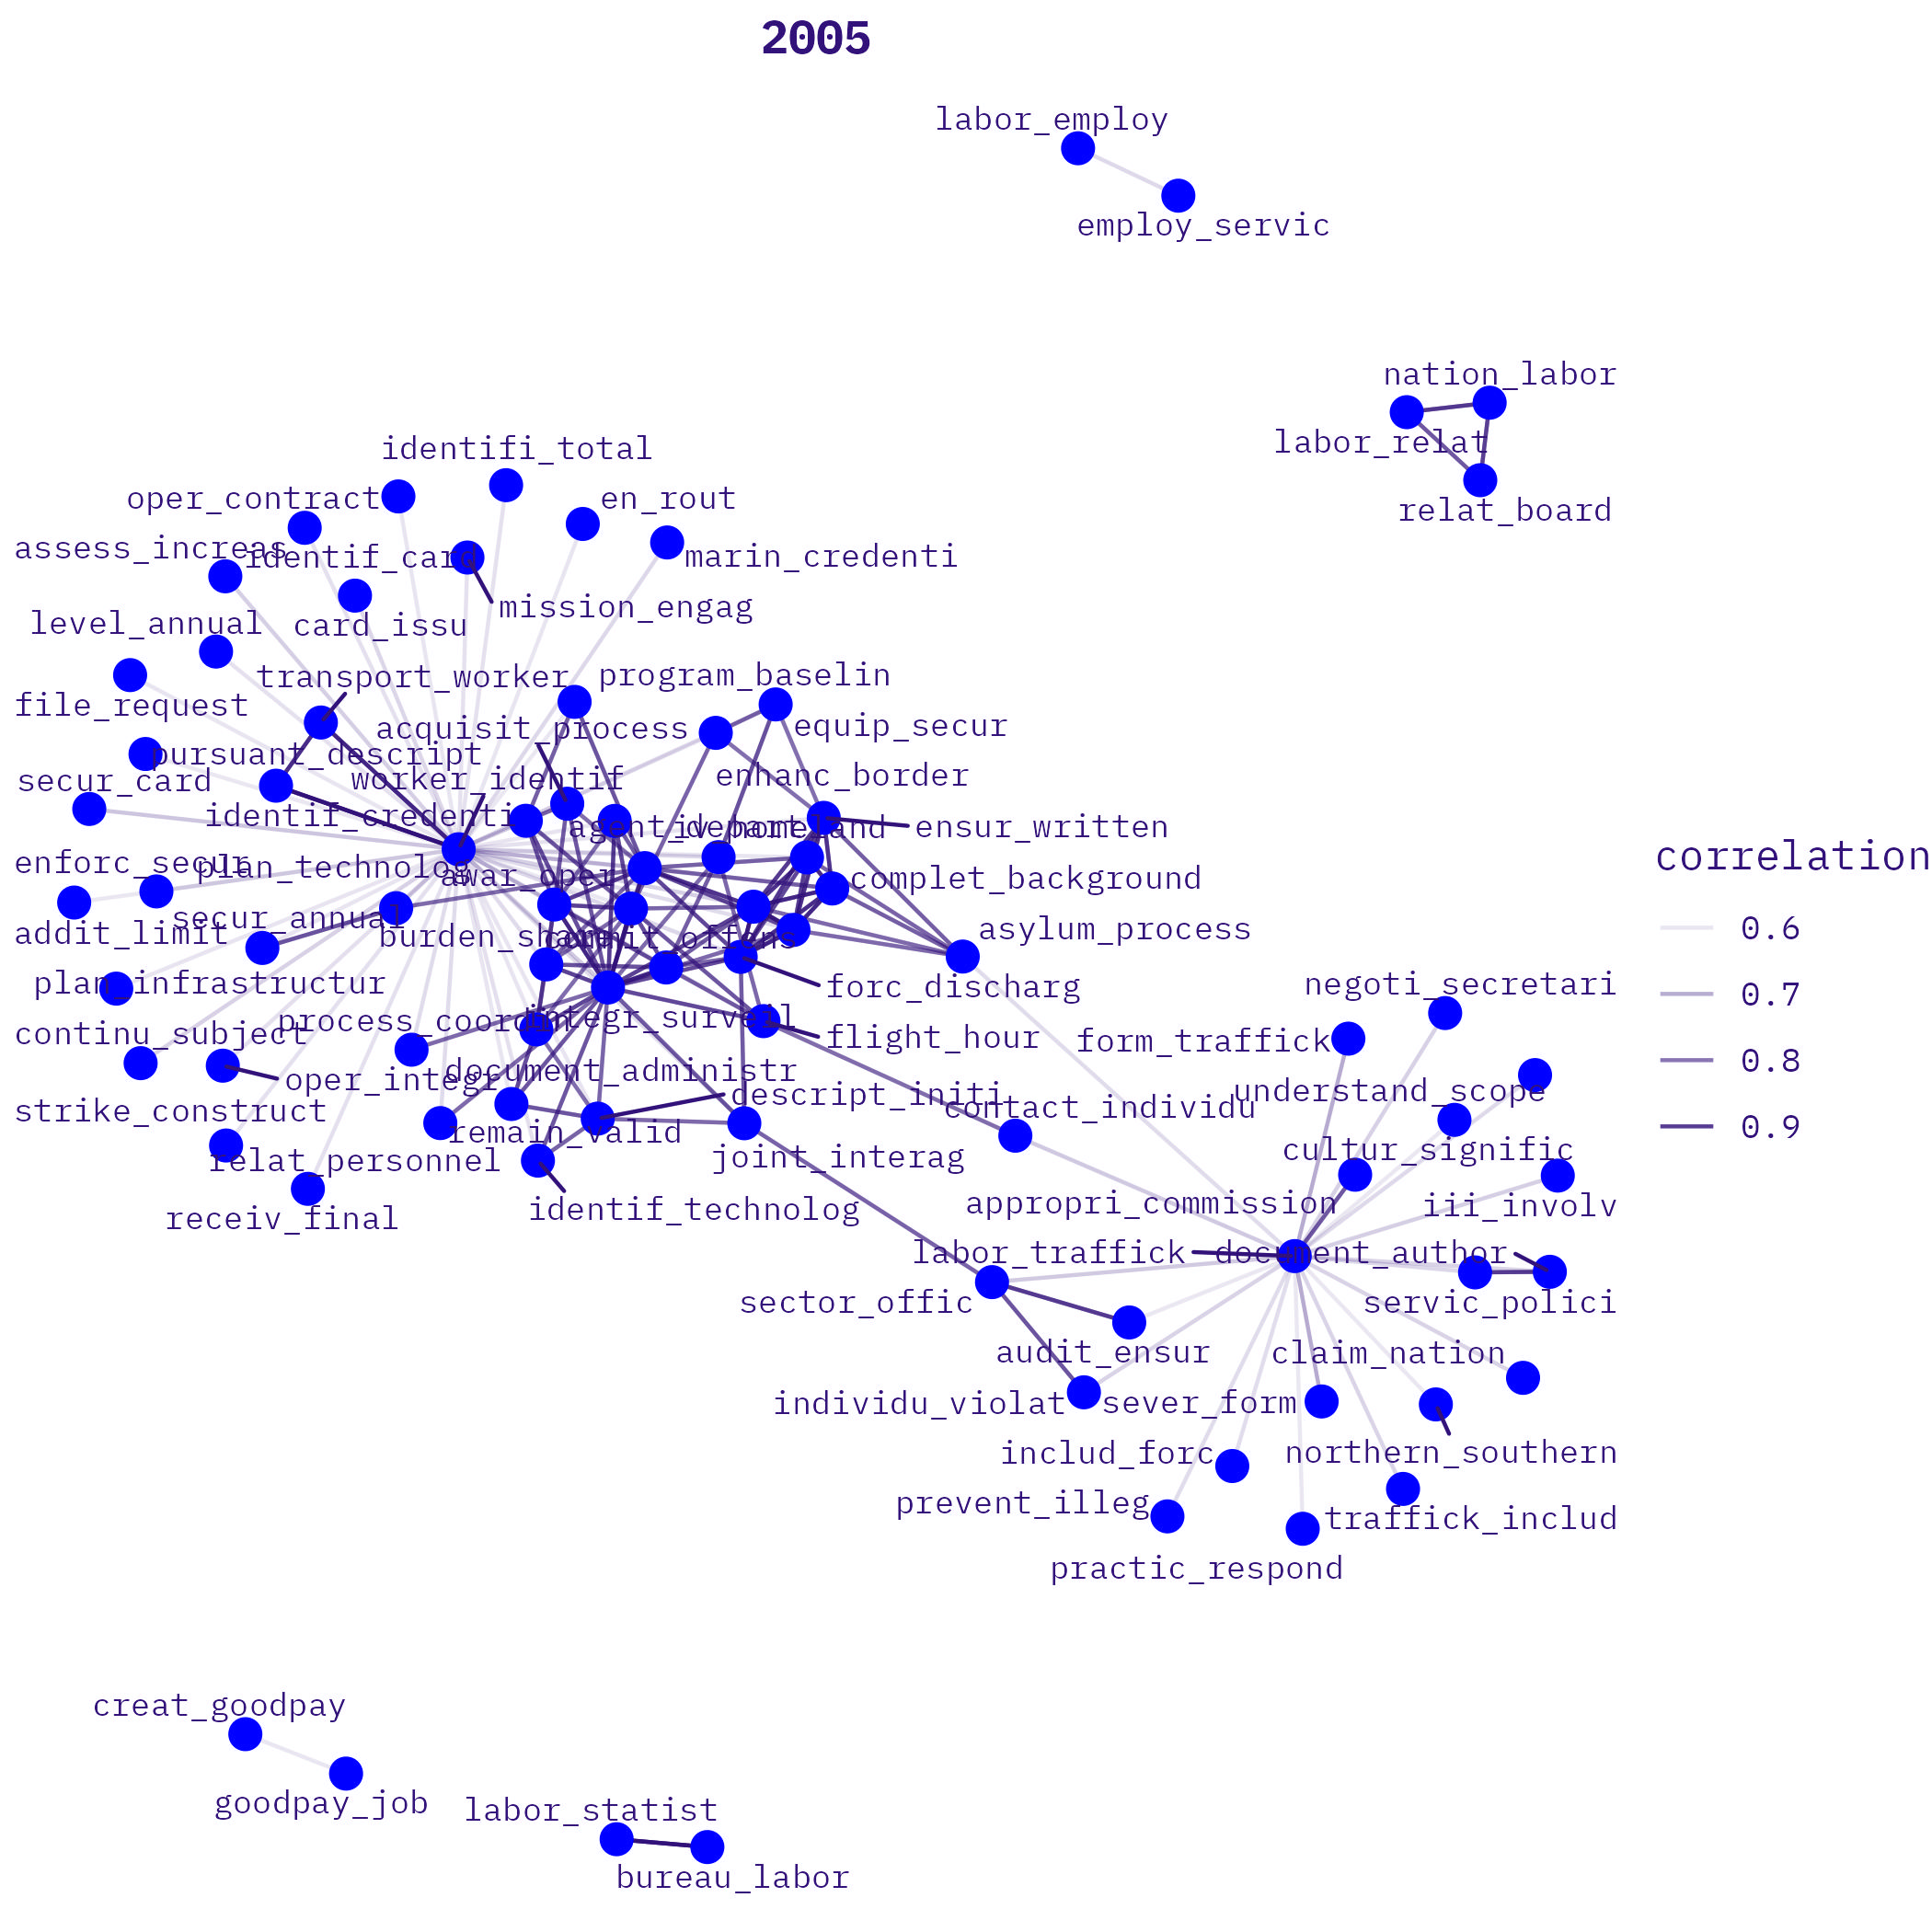 2005
labor_employ
employ_servic
nation_labor
labor_relat
relat_board
identifi_total
oper_contract
en_rout
assess_increas
identif_card
marin_credenti
mission_engag
level_annual
card_issu
transport_worker
program_baselin
file_request
acquisit_process
equip_secur
pursuant_descript
secur_card
worker_identif
enhanc_border
identif_credenti
agent_iv
depart_homeland
ensur_written
enforc_secur
plan_technolog
awar_oper
complet_background
secur_annual
addit_limit
burden_share
commit_offens
asylum_process
plan_infrastructur
forc_discharg
negoti_secretari
continu_subject
process_coordin
integr_surveil
flight_hour
form_traffick
oper_integr
document_administr
descript_initi
understand_scope
strike_construct
contact_individu
remain_valid
cultur_signific
relat_personnel
joint_interag
receiv_final
identif_technolog
appropri_commission
iii_involv
labor_traffick
document_author
sector_offic
servic_polici
audit_ensur
claim_nation
individu_violat
sever_form
includ_forc
northern_southern
prevent_illeg
traffick_includ
practic_respond
creat_goodpay
goodpay_job
labor_statist
bureau_labor
correlation
0.6
0.7
0.8
0.9